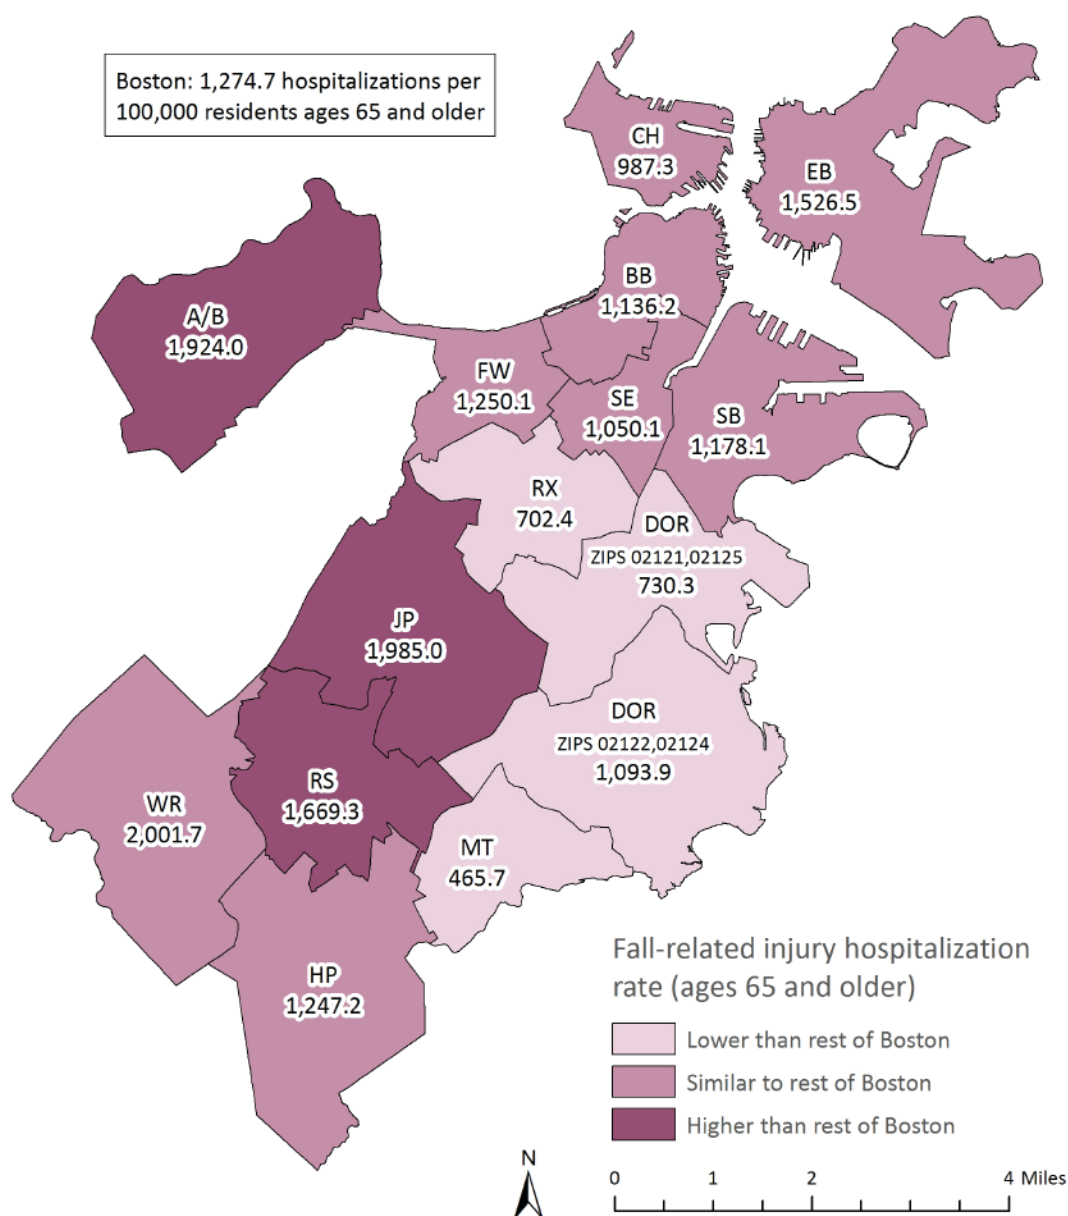 Boston: 1,274.7 hospitalizations per
100,000 residents ages 65 and older
CH
987.3
EB
1,526.5
BB
1,136.2
A/B
1,924.0
FW
1,250.1
SE
1,050.1
SB
1,178.1
RX
702.4
DOR
ZIPS 02121,02125
730.3
JP
1,985.0
DOR
ZIPS 02122,02124
1,093.9
RS
1,669.3
WR
2,001.7
MT
465.7
HP
1,247.2
Fall-related injury hospitalization
rate (ages 65 and older)
Lower than rest of Boston
Similar to rest of Boston
Higher than rest of Boston
N
0 1 2 4 Miles